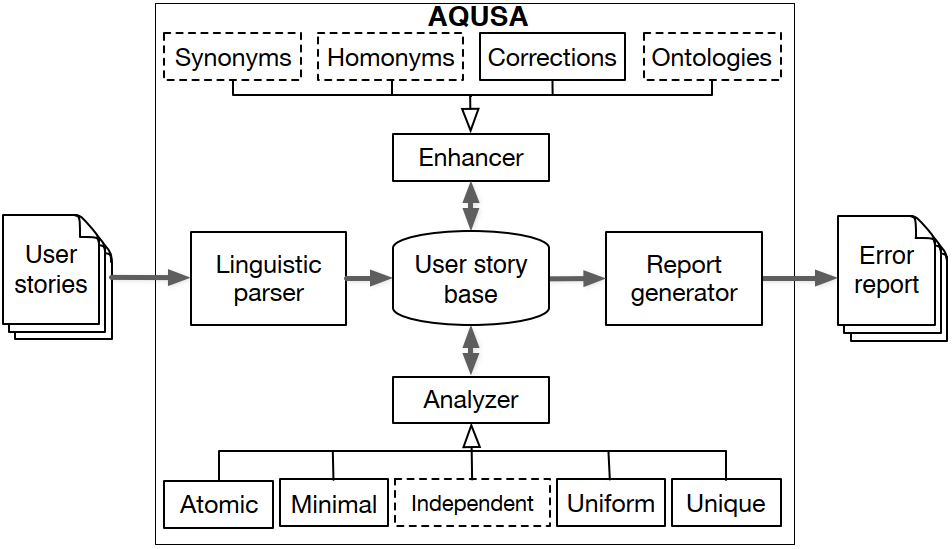 AQUSA
Synonyms
Homonyms
Corrections
Ontologies
Enhancer
User
stories
Linguistic
parser
User story
base
Report
generator
Error
report
Analyzer
Atomic
Minimal
Independent
Uniform
Unique